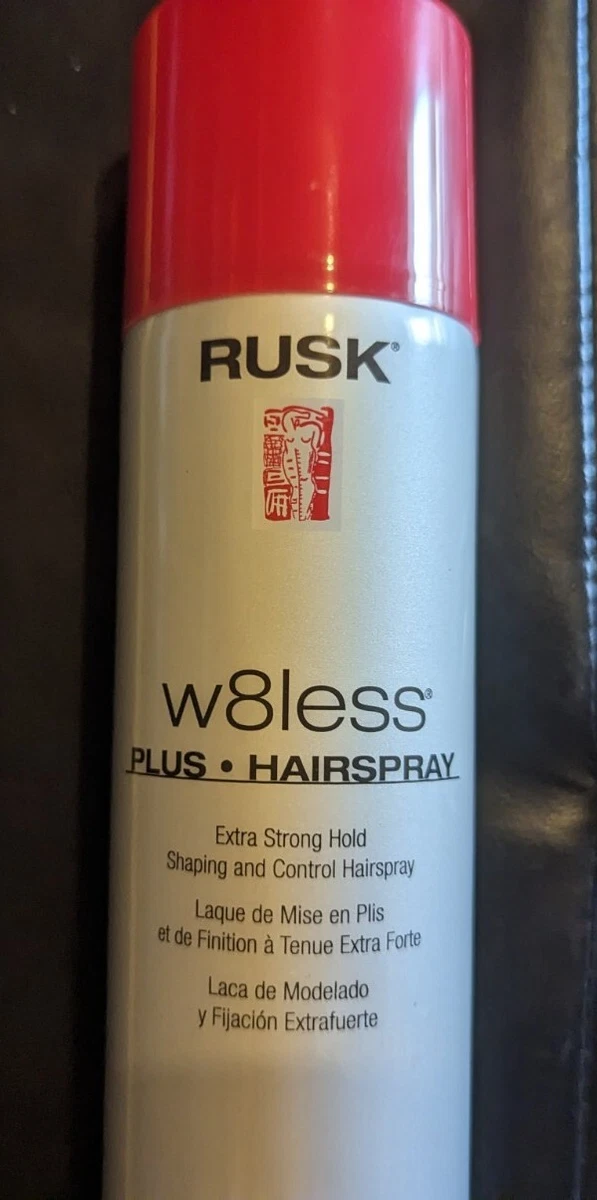 RUSK®
w8less®
PLUS • HAIRSPRAY
Extra Strong Hold
Shaping and Control Hairspray
Laque de Mise en Plis
et de Finition à Tenue Extra Forte
Laca de Modelado
y Fijación Extrafuerte